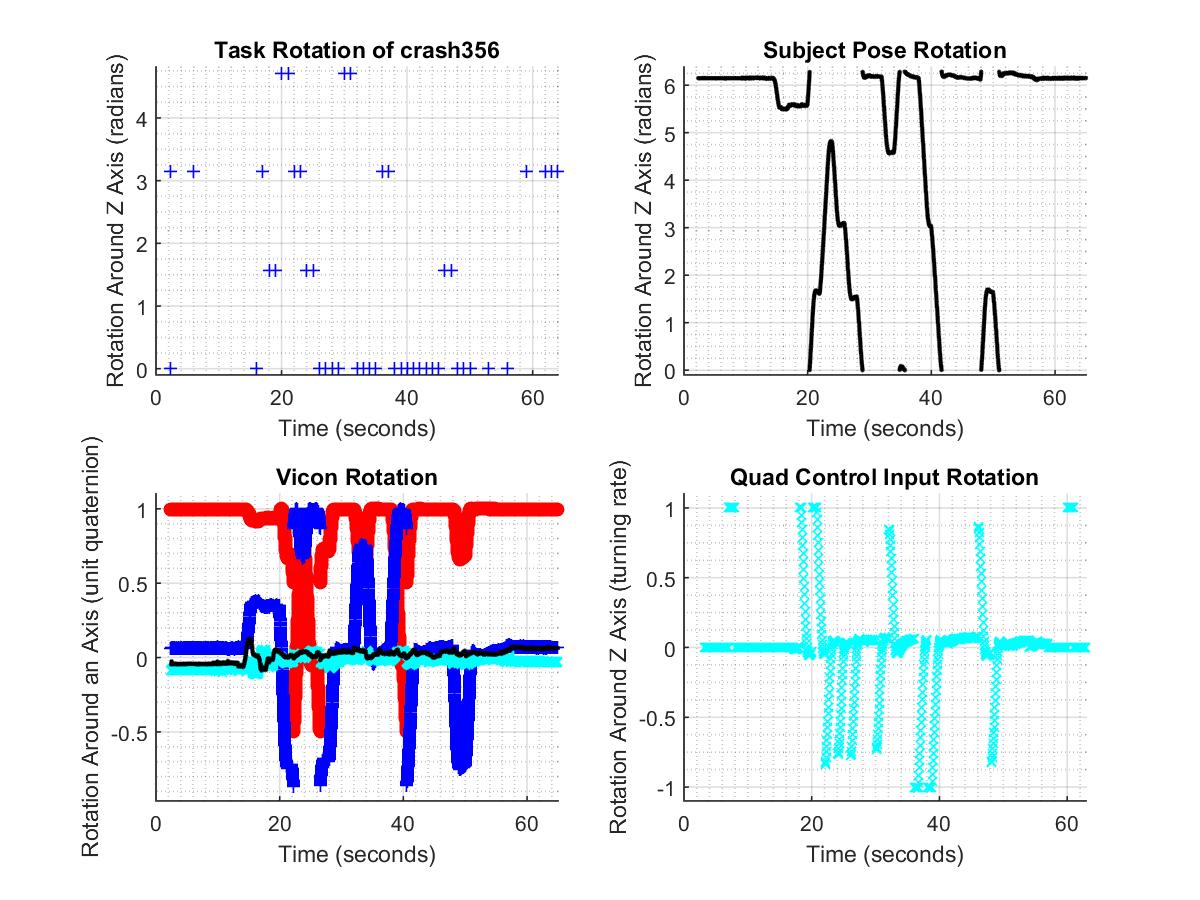 Task Rotation of crash356
Rotation Around Z Axis (radians)
4
3
2
1
0
0 20 40 60
Time (seconds)
Subject Pose Rotation
Rotation Around Z Axis (radians)
6
5
4
3
2
1
0
0 20 40 60
Time (seconds)
Vicon Rotation
Rotation Around an Axis (unit quaternion)
1
0.5
0
-0.5
0 20 40 60
Time (seconds)
Quad Control Input Rotation
Rotation Around Z Axis (turning rate)
1
0.5
0
-0.5
-1
0 20 40 60
Time (seconds)